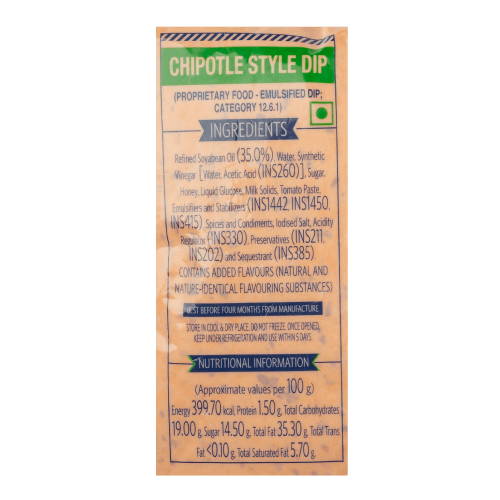 CHIPOTLE STYLE DIP
(PROPRIETARY FOOD - EMULSIFIED DIP;
CATEGORY 12.6.1)
INGREDIENTS
Refined Soyabean Oil (35.0%), Water, Synthetic
Vinegar [Water, Acetic Acid (INS260)], Sugar,
Honey, Liquid Glucose, Milk Solids, Tomato Paste,
Emulsifiers and Stabilizers (INS1442, INS1450,
INS415), Spices and Condiments, Iodised Salt, Acidity
Regulator (INS330), Preservatives (INS211,
INS202) and Sequestrant (INS385).
CONTAINS ADDED FLAVOURS (NATURAL AND
NATURE-IDENTICAL FLAVOURING SUBSTANCES)
BEST BEFORE FOUR MONTHS FROM MANUFACTURE
STORE IN COOL & DRY PLACE. DO NOT FREEZE. ONCE OPENED,
KEEP UNDER REFRIGERATION AND USE WITHIN 5 DAYS.
NUTRITIONAL INFORMATION
(Approximate values per 100 g)
Energy 399.70 kcal, Protein 1.50 g, Total Carbohydrates
19.00 g, Sugar 14.50 g, Total Fat 35.30 g, Total Trans
Fat <0.10 g, Total Saturated Fat 5.70 g.